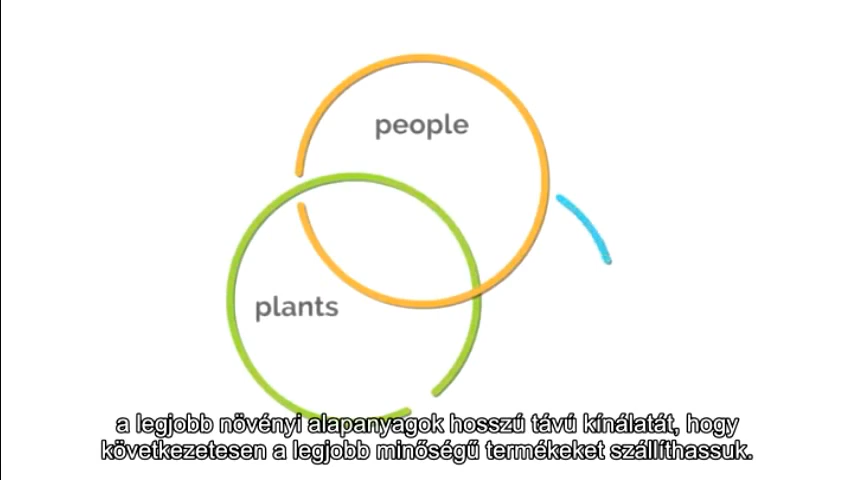 people
plants
a legjobb növényi alapanyagok hosszú távú kínálatát, hogy
következetesen a legjobb minőségű termékeket szállíthassuk.